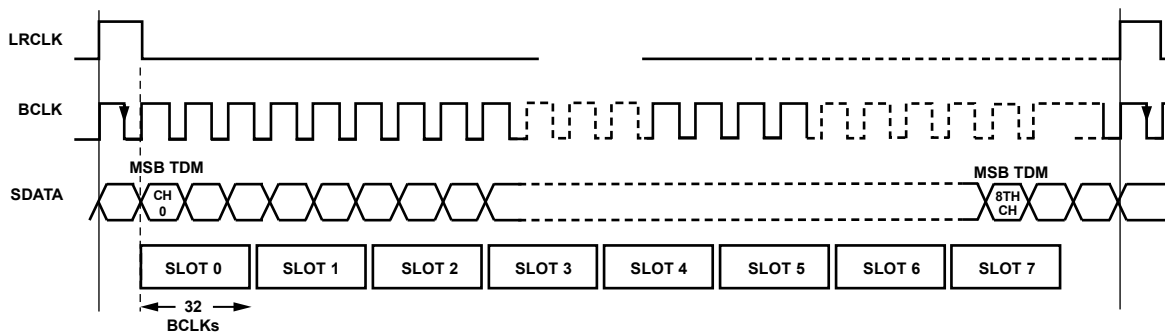 LRCLK
BCLK
MSB TDM
MSB TDM
SDATA
CH
0
8TH
CH
SLOT 0
SLOT 1
SLOT 2
SLOT 3
SLOT 4
SLOT 5
SLOT 6
SLOT 7
32
BCLKs